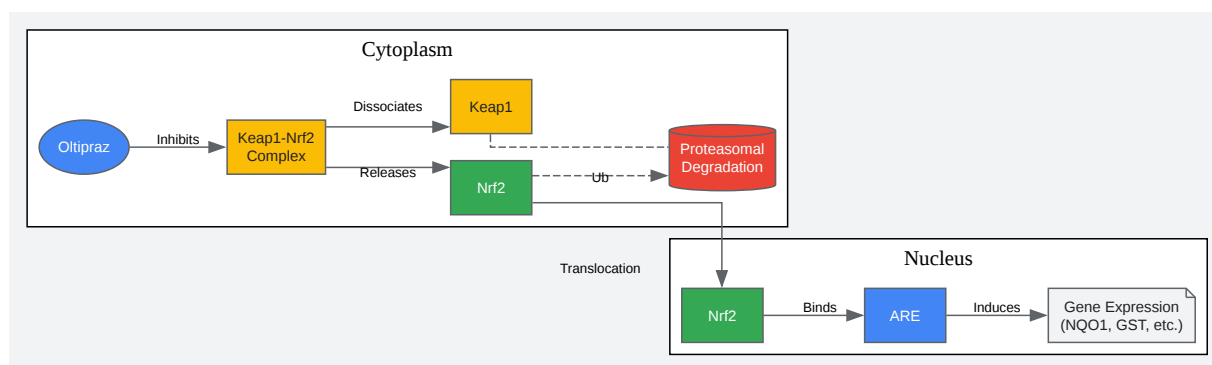 Cytoplasm
Oltipraz
Inhibits
Keap1-Nrf2
Complex
Dissociates
Keap1
Releases
Nrf2
Ub
Proteasomal
Degradation
Translocation
Nucleus
Nrf2
Binds
ARE
Induces
Gene Expression
(NQO1, GST, etc.)